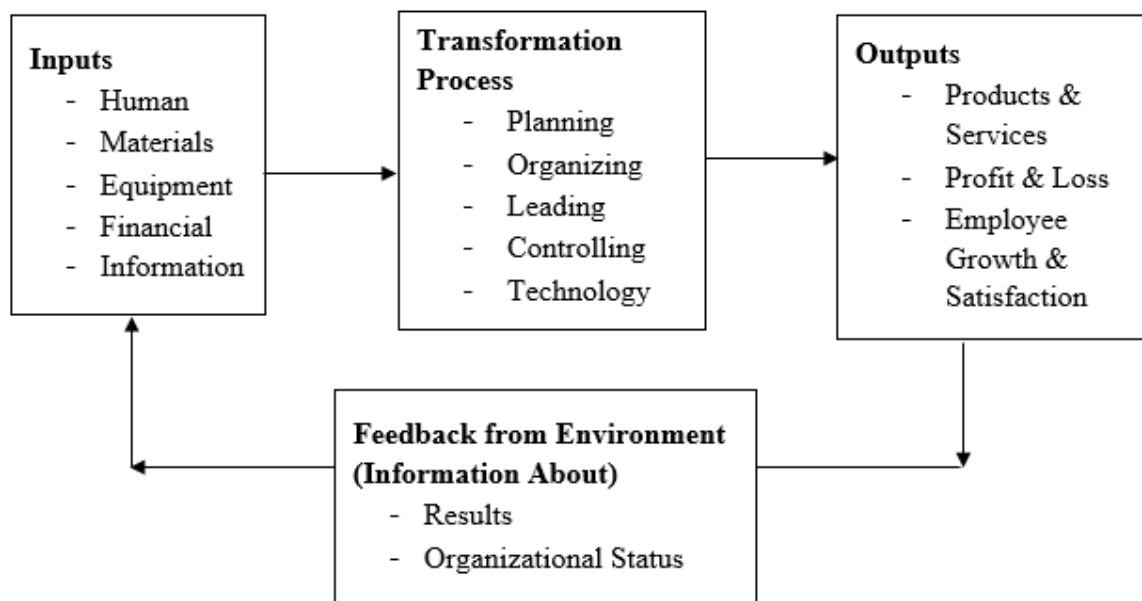 Inputs
- Human
- Materials
- Equipment
- Financial
- Information
Transformation
Process
- Planning
- Organizing
- Leading
- Controlling
- Technology
Outputs
- Products &
Services
- Profit & Loss
- Employee
Growth &
Satisfaction
Feedback from Environment
(Information About)
- Results
- Organizational Status